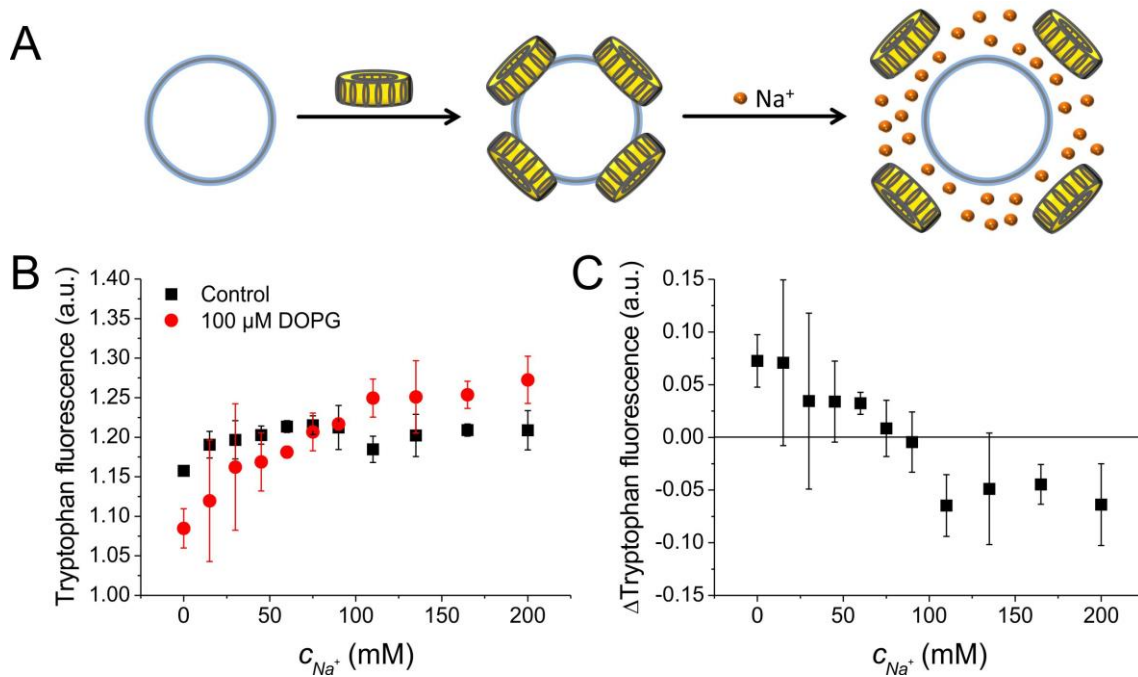 A
Na⁺
B
Tryptophan fluorescence (a.u.)
1.40
1.35
1.30
1.25
1.20
1.15
1.10
1.05
1.00
Control
100 µM DOPG
0
50
100
150
200
c_Na⁺ (mM)
C
ΔTryptophan fluorescence (a.u.)
0.15
0.10
0.05
0.00
-0.05
-0.10
-0.15
0
50
100
150
200
c_Na⁺ (mM)